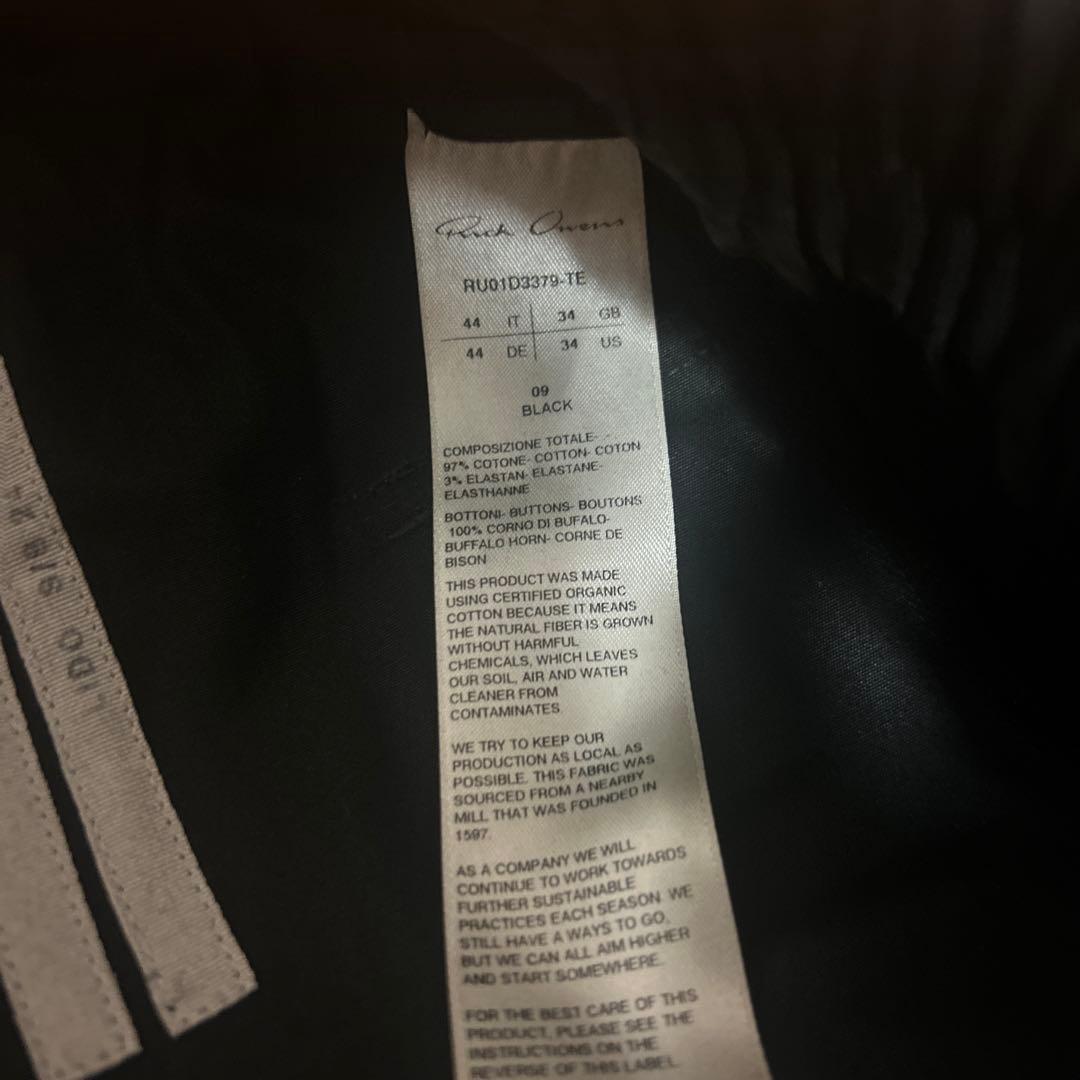 Rick Owens
RU01D3379-TE
44 IT 34 GB
44 DE 34 US
09
BLACK
COMPOSIZIONE TOTALE-
97% COTONE- COTTON- COTON
3% ELASTAN- ELASTANE-
ELASTHANNE
BOTTONI- BUTTONS- BOUTONS
100% CORNO DI BUFALO-
BUFFALO HORN- CORNE DE
BISON
THIS PRODUCT WAS MADE
USING CERTIFIED ORGANIC
COTTON BECAUSE IT MEANS
THE NATURAL FIBER IS GROWN
WITHOUT HARMFUL
CHEMICALS, WHICH LEAVES
OUR SOIL, AIR AND WATER
CLEANER FROM
CONTAMINATES.
WE TRY TO KEEP OUR
PRODUCTION AS LOCAL AS
POSSIBLE. THIS FABRIC WAS
SOURCED FROM A NEARBY
MILL THAT WAS FOUNDED IN
1597.
AS A COMPANY WE WILL
CONTINUE TO WORK TOWARDS
FURTHER SUSTAINABLE
PRACTICES EACH SEASON. WE
STILL HAVE A WAYS TO GO,
BUT WE CAN ALL AIM HIGHER
AND START SOMEWHERE.
FOR THE BEST CARE OF THIS
PRODUCT, PLEASE SEE THE
INSTRUCTIONS ON THE
REVERSE OF THIS LABEL.